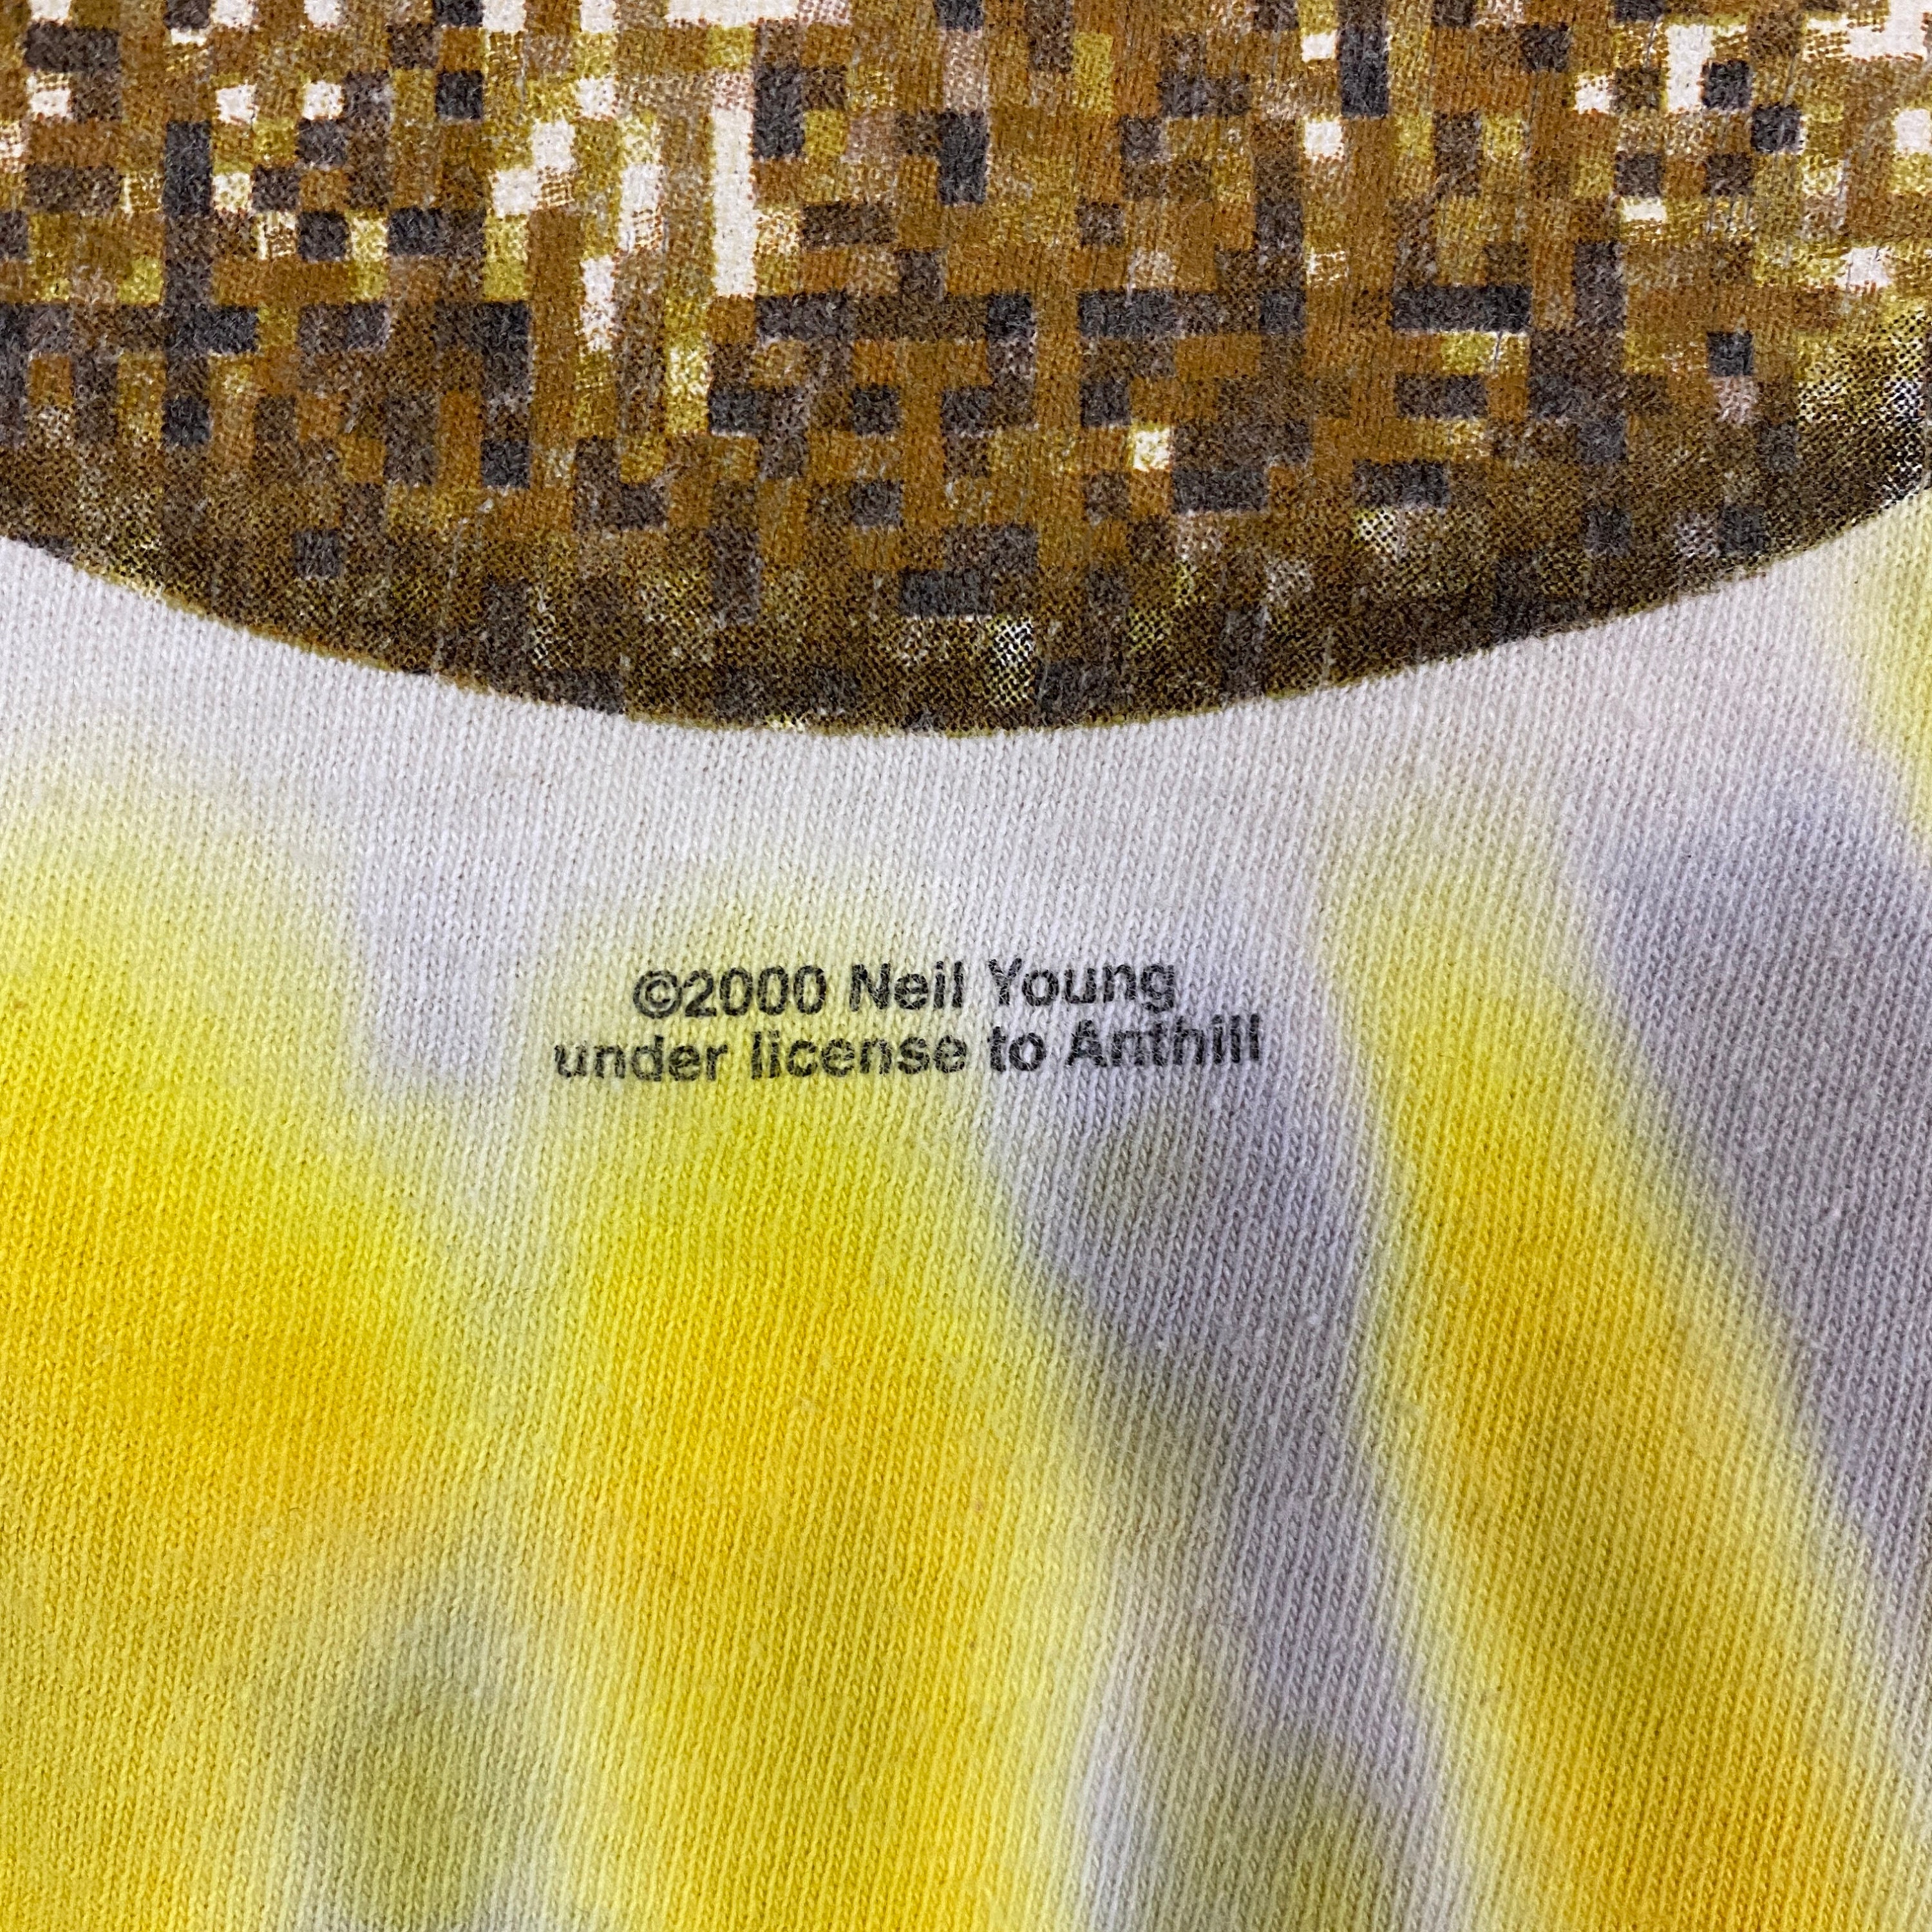 ©2000 Neil Young
under license to Anthill